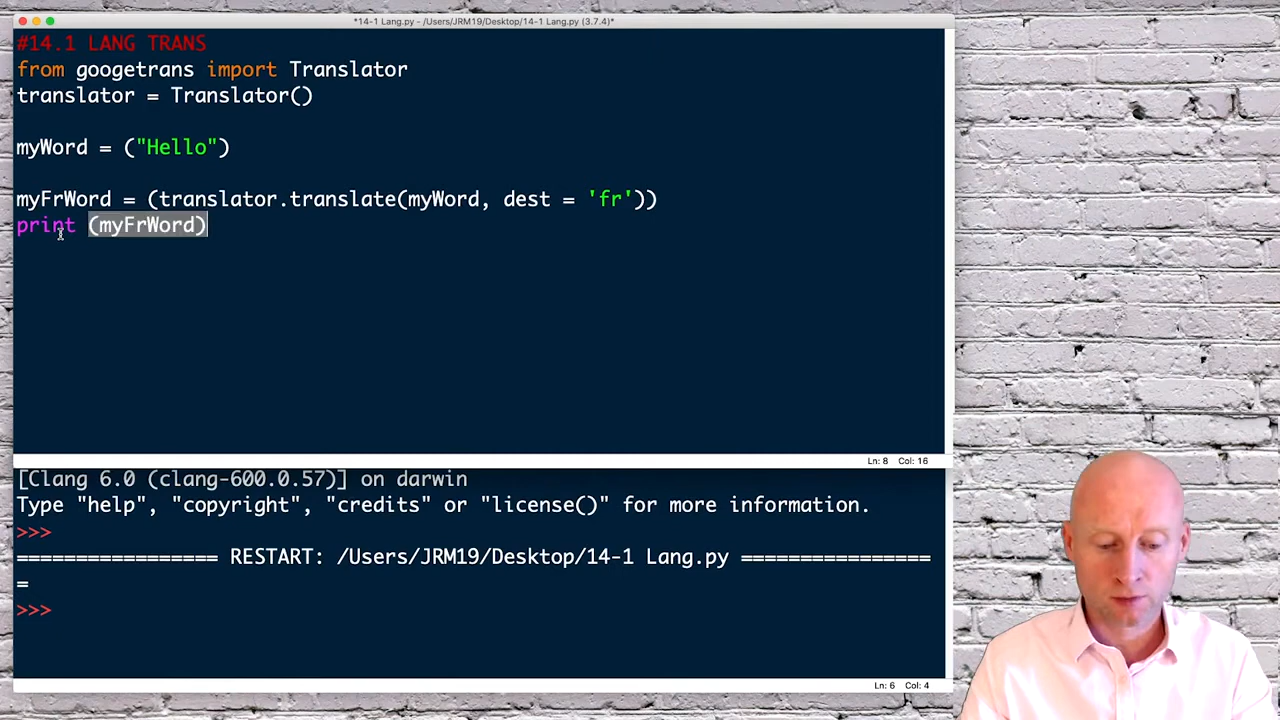 *14-1 Lang.py - /Users/JRM19/Desktop/14-1 Lang.py (3.7.4)*
#14.1 LANG TRANS
from googetrans import Translator
translator = Translator()
myWord = ("Hello")
myFrWord = (translator.translate(myWord, dest = 'fr'))
print (myFrWord)
Ln: 8 Col: 16
[Clang 6.0 (clang-600.0.57)] on darwin
Type "help", "copyright", "credits" or "license()" for more information.
>>>
================= RESTART: /Users/JRM19/Desktop/14-1 Lang.py ================
=
>>>
Ln: 6 Col: 4